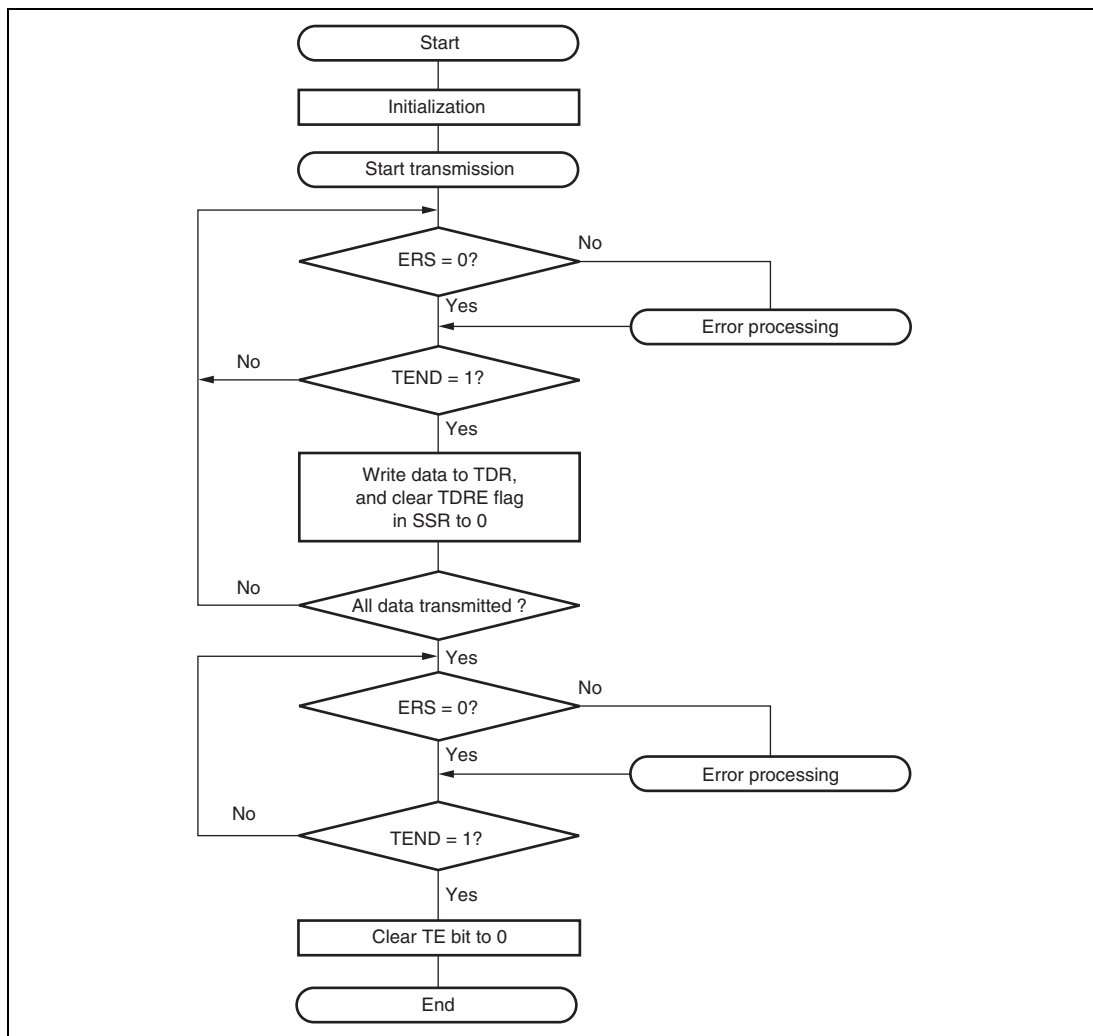 Start
Initialization
Start transmission
ERS = 0?
No
Yes
Error processing
No
TEND = 1?
Yes
Write data to TDR,
and clear TDRE flag
in SSR to 0
No
All data transmitted ?
Yes
ERS = 0?
No
Yes
Error processing
No
TEND = 1?
Yes
Clear TE bit to 0
End